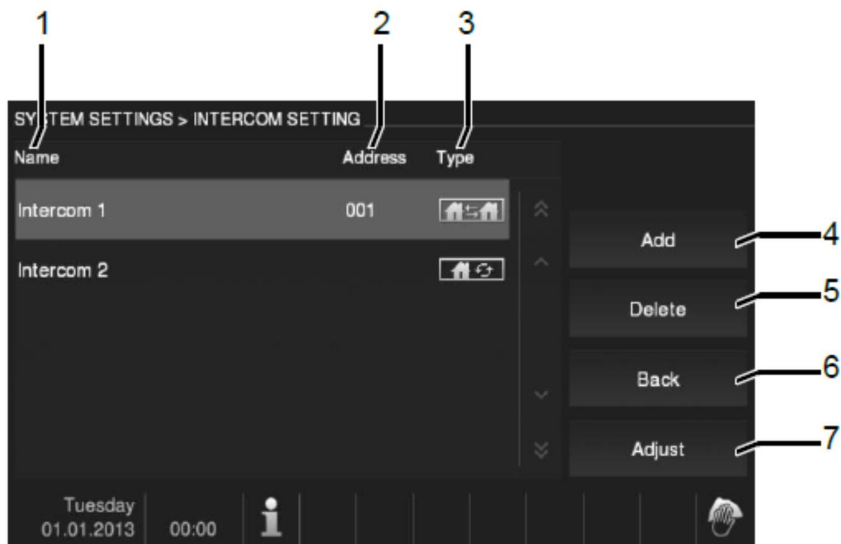 1 2 3
SYSTEM SETTINGS > INTERCOM SETTING
Name Address Type
Intercom 1 001
Add 4
Intercom 2
Delete 5
Back 6
Adjust 7
Tuesday
01.01.2013 00:00 i